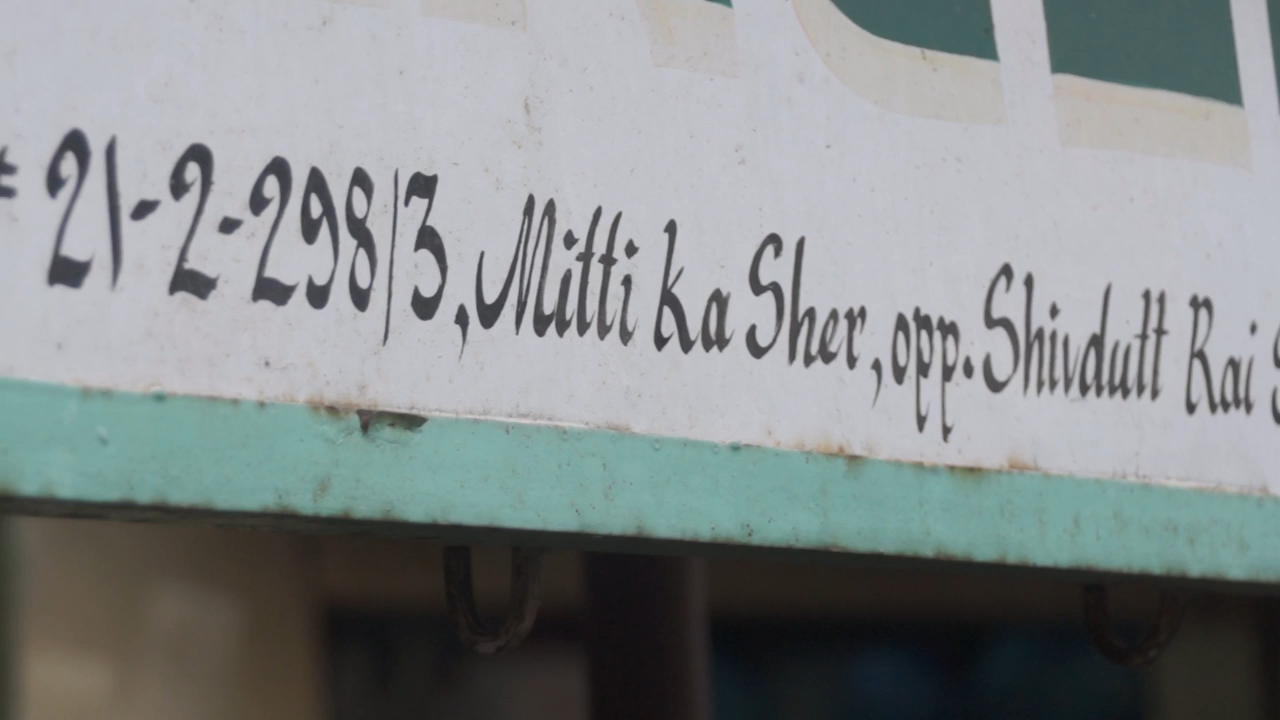 # 21-2-298/3, Mitti Ka Sher, opp. Shivdutt Rai